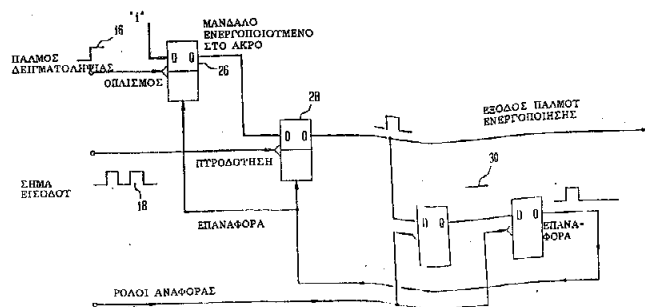 16
"1"
ΜΑΝΔΑΛΟ
ΕΝΕΡΓΟΠΟΙΟΥΜΕΝΟ
ΣΤΟ ΑΚΡΟ
ΠΑΛΜΟΣ
ΔΕΙΓΜΑΤΟΛΗΨΙΑΣ
D Q
26
ΟΠΛΙΣΜΟΣ
28
D Q
ΕΞΟΔΟΣ ΠΑΛΜΟΥ
ΕΝΕΡΓΟΠΟΙΗΣΗΣ
ΠΥΡΟΔΟΤΗΣΗ
30
ΣΗΜΑ
ΕΙΣΟΔΟΥ
18
ΕΠΑΝΑΦΟΡΑ
D Q
D Q
ΕΠΑΝΑ-
ΦΟΡΑ
ΡΟΛΟΙ ΑΝΑΦΟΡΑΣ